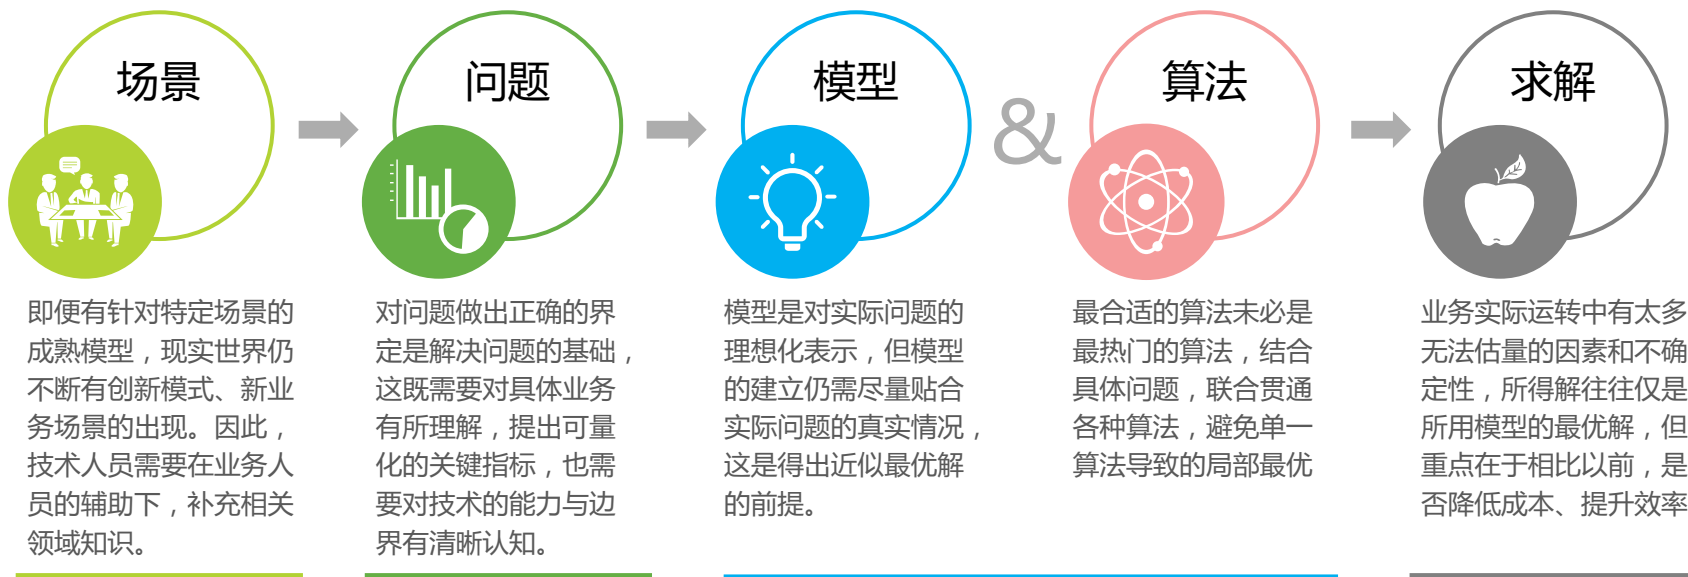 场景
即便有针对特定场景的
成熟模型，现实世界仍
不断有创新模式、新业
务场景的出现。因此，
技术人员需要在业务人
员的辅助下，补充相关
领域知识。
问题
对问题做出正确的界
定是解决问题的基础，
这既需要对具体业务
有所理解，提出可量
化的关键指标，也需
要对技术的能力与边
界有清晰认知。
模型
模型是对实际问题的
理想化表示，但模型
的建立仍需尽量贴合
实际问题的真实情况，
这是得出近似最优解
的前提。
&
算法
最合适的算法未必是
最热门的算法，结合
具体问题，联合贯通
各种算法，避免单一
算法导致的局部最优
求解
业务实际运转中有太多
无法估量的因素和不确
定性，所得解往往仅是
所用模型的最优解，但
重点在于相比以前，是
否降低成本、提升效率